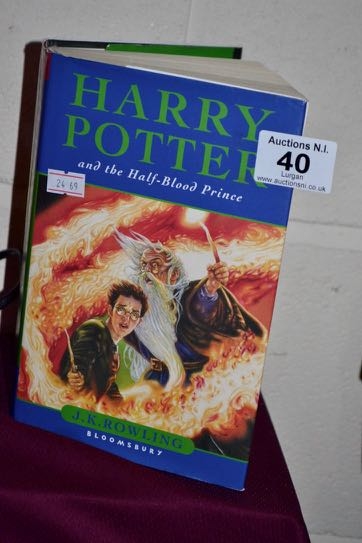 HARRY
POTTER
and the Half-Blood Prince
Auctions N.I.
40
Lurgan
www.auctionsni.co.uk
24 69
J.K.ROWLING
BLOOMSBURY